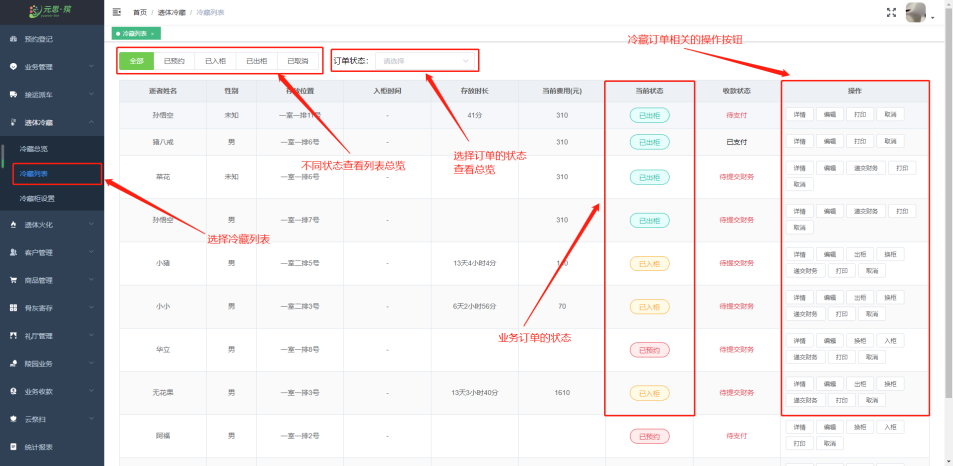 元思·殡
首页 / 遗体冷藏 / 冷藏列表
冷藏列表 ×
预约登记
业务管理
接运派车
遗体冷藏
冷藏总览
冷藏列表
冷藏柜设置
遗体火化
客户管理
商品管理
骨灰寄存
礼厅管理
陵园业务
业务收款
云祭扫
统计报表
全部 已预约 已入柜 已出柜 已取消 订单状态： 请选择
冷藏订单相关的操作按钮
逝者姓名 性别 存放位置 入柜时间 存放时长 当前费用(元) 当前状态 收款状态 操作
孙悟空 未知 - 41分 310 已出柜 待支付 详情 编辑 打印 取消
猪八戒 男 一室一排6号 - 310 已出柜 已支付 详情 编辑 打印 取消
选择订单的状态
查看总览
不同状态查看列表总览
菜花 未知 一室一排6号 - 310 已出柜 待提交财务 详情 编辑 递交财务 打印
取消
孙悟空 男 一室一排7号 - 310 已出柜 待提交财务 详情 编辑 递交财务 打印
取消
选择冷藏列表
小猪 男 一室二排5号 - 13天4小时4分 已入柜 待提交财务 详情 编辑 出柜 换柜
递交财务 打印 取消
小小 男 一室二排3号 - 6天2小时56分 70 已入柜 待提交财务 详情 编辑 出柜 换柜
递交财务 打印 取消
业务订单的状态
华立 男 一室一排8号 - 已预约 待提交财务 详情 编辑 换柜 入柜
递交财务 打印 取消
无花果 男 一室一排3号 - 13天3小时40分 1610 已入柜 待提交财务 详情 编辑 出柜 换柜
递交财务 打印 取消
阿福 男 一室一排2号 - 已预约 待支付 详情 编辑 换柜 入柜
打印 取消